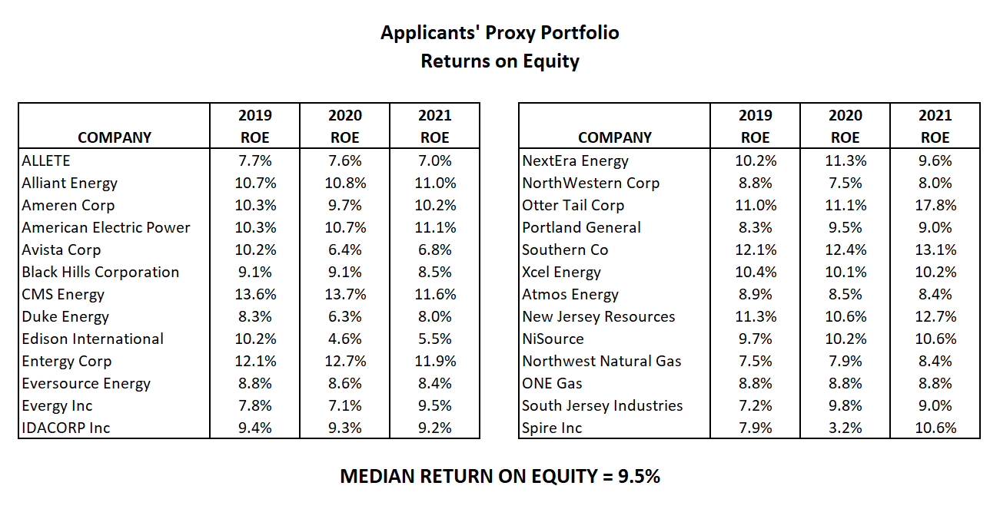 Applicants' Proxy Portfolio
Returns on Equity
COMPANY 2019 ROE 2020 ROE 2021 ROE
ALLETE 7.7% 7.6% 7.0%
Alliant Energy 10.7% 10.8% 11.0%
Ameren Corp 10.3% 9.7% 10.2%
American Electric Power 10.3% 10.7% 11.1%
Avista Corp 10.2% 6.4% 6.8%
Black Hills Corporation 9.1% 9.1% 8.5%
CMS Energy 13.6% 13.7% 11.6%
Duke Energy 8.3% 6.3% 8.0%
Edison International 10.2% 4.6% 5.5%
Entergy Corp 12.1% 12.7% 11.9%
Eversource Energy 8.8% 8.6% 8.4%
Evergy Inc 7.8% 7.1% 9.5%
IDACORP Inc 9.4% 9.3% 9.2%
COMPANY 2019 ROE 2020 ROE 2021 ROE
NextEra Energy 10.2% 11.3% 9.6%
NorthWestern Corp 8.8% 7.5% 8.0%
Otter Tail Corp 11.0% 11.1% 17.8%
Portland General 8.3% 9.5% 9.0%
Southern Co 12.1% 12.4% 13.1%
Xcel Energy 10.4% 10.1% 10.2%
Atmos Energy 8.9% 8.5% 8.4%
New Jersey Resources 11.3% 10.6% 12.7%
NiSource 9.7% 10.2% 10.6%
Northwest Natural Gas 7.5% 7.9% 8.4%
ONE Gas 8.8% 8.8% 8.8%
South Jersey Industries 7.2% 9.8% 9.0%
Spire Inc 7.9% 3.2% 10.6%
MEDIAN RETURN ON EQUITY = 9.5%